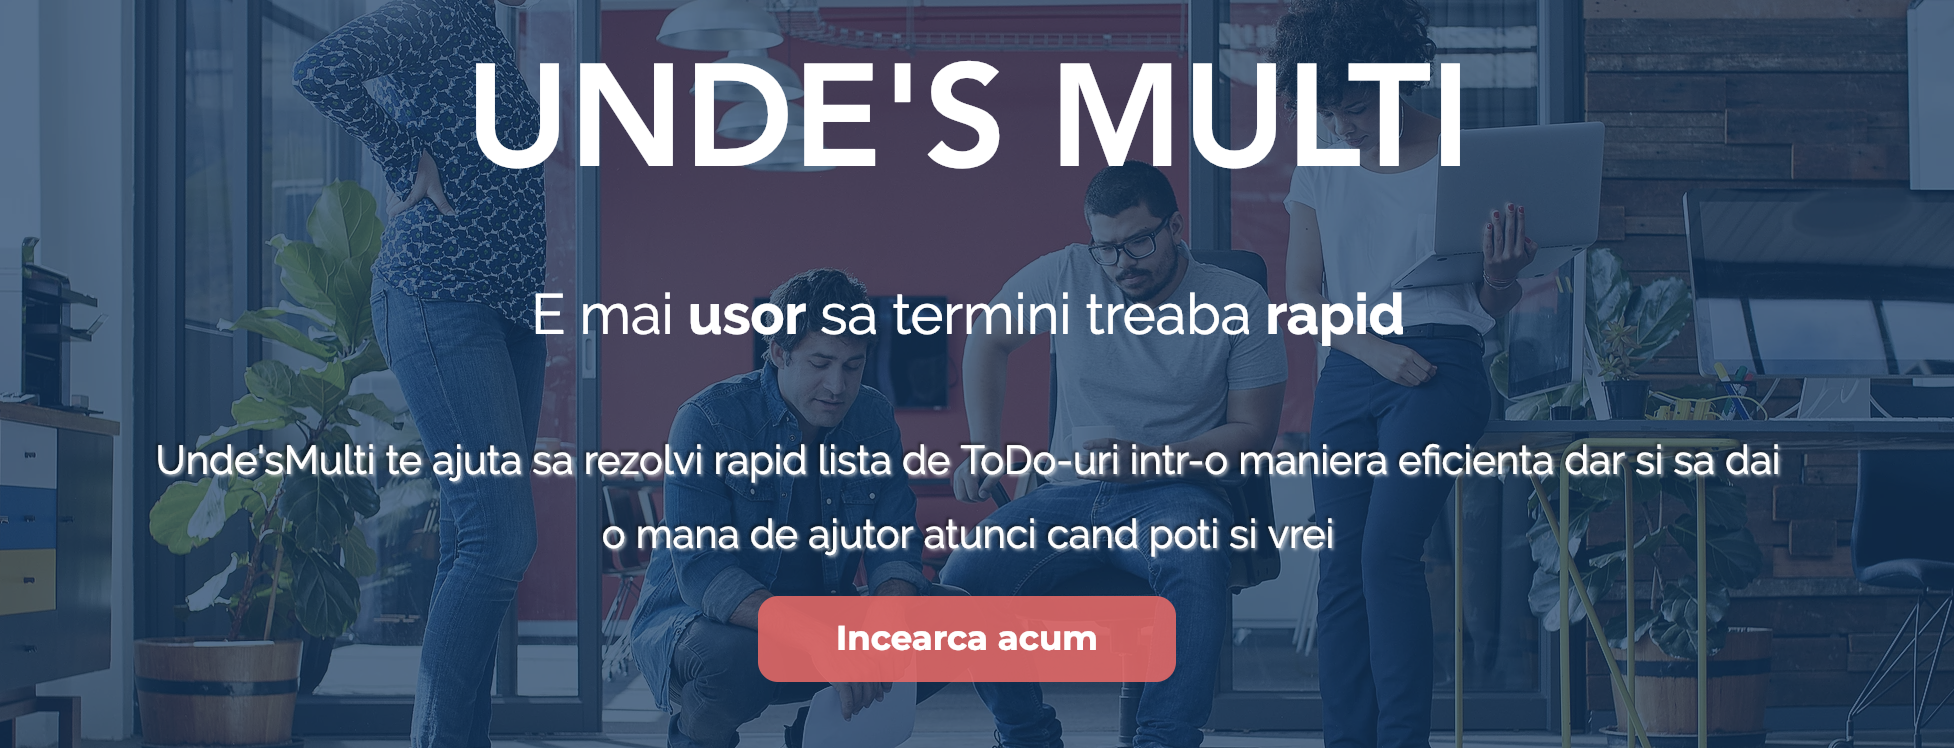 UNDE'S MULTI
E mai usor sa termini treaba rapid
Unde'sMulti te ajuta sa rezolvi rapid lista de ToDo-uri intr-o maniera eficienta dar si sa dai
o mana de ajutor atunci cand poti si vrei
Incearca acum